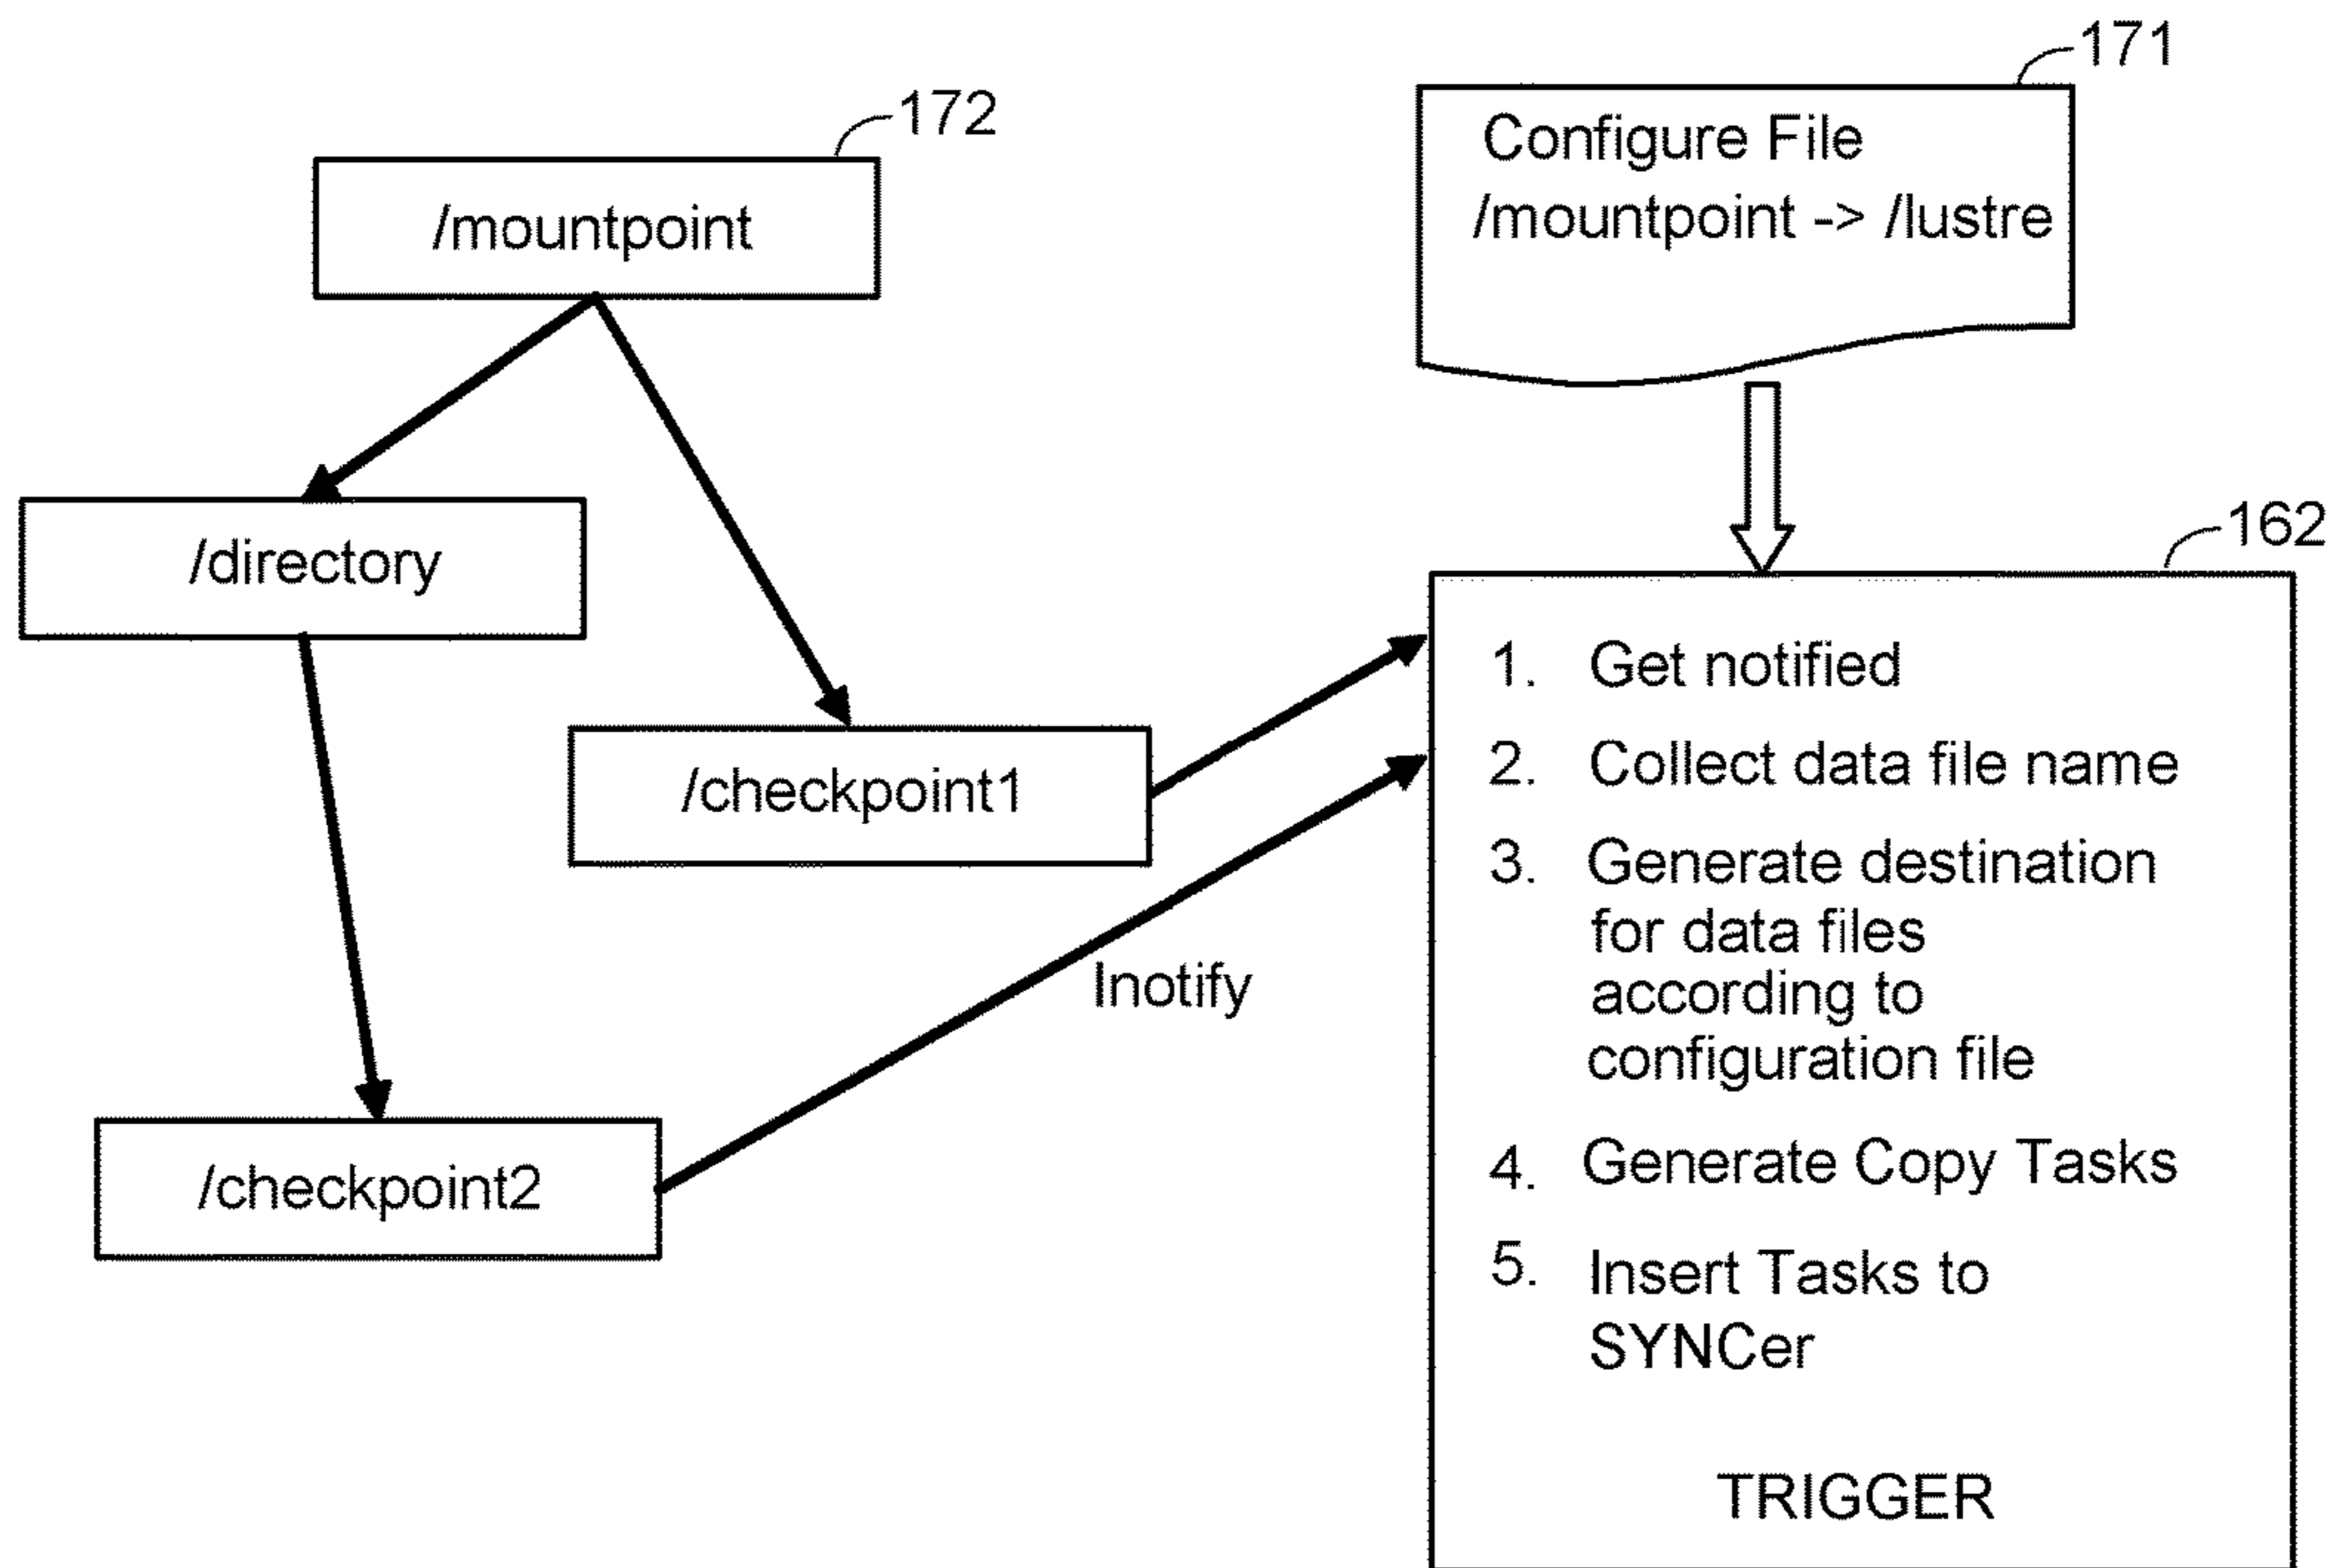 172
/mountpoint
/directory
/checkpoint1
/checkpoint2
Inotify
171
Configure File
/mountpoint -> /lustre
162
1. Get notified
2. Collect data file name
3. Generate destination
for data files
according to
configuration file
4. Generate Copy Tasks
5. Insert Tasks to
SYNCer
TRIGGER